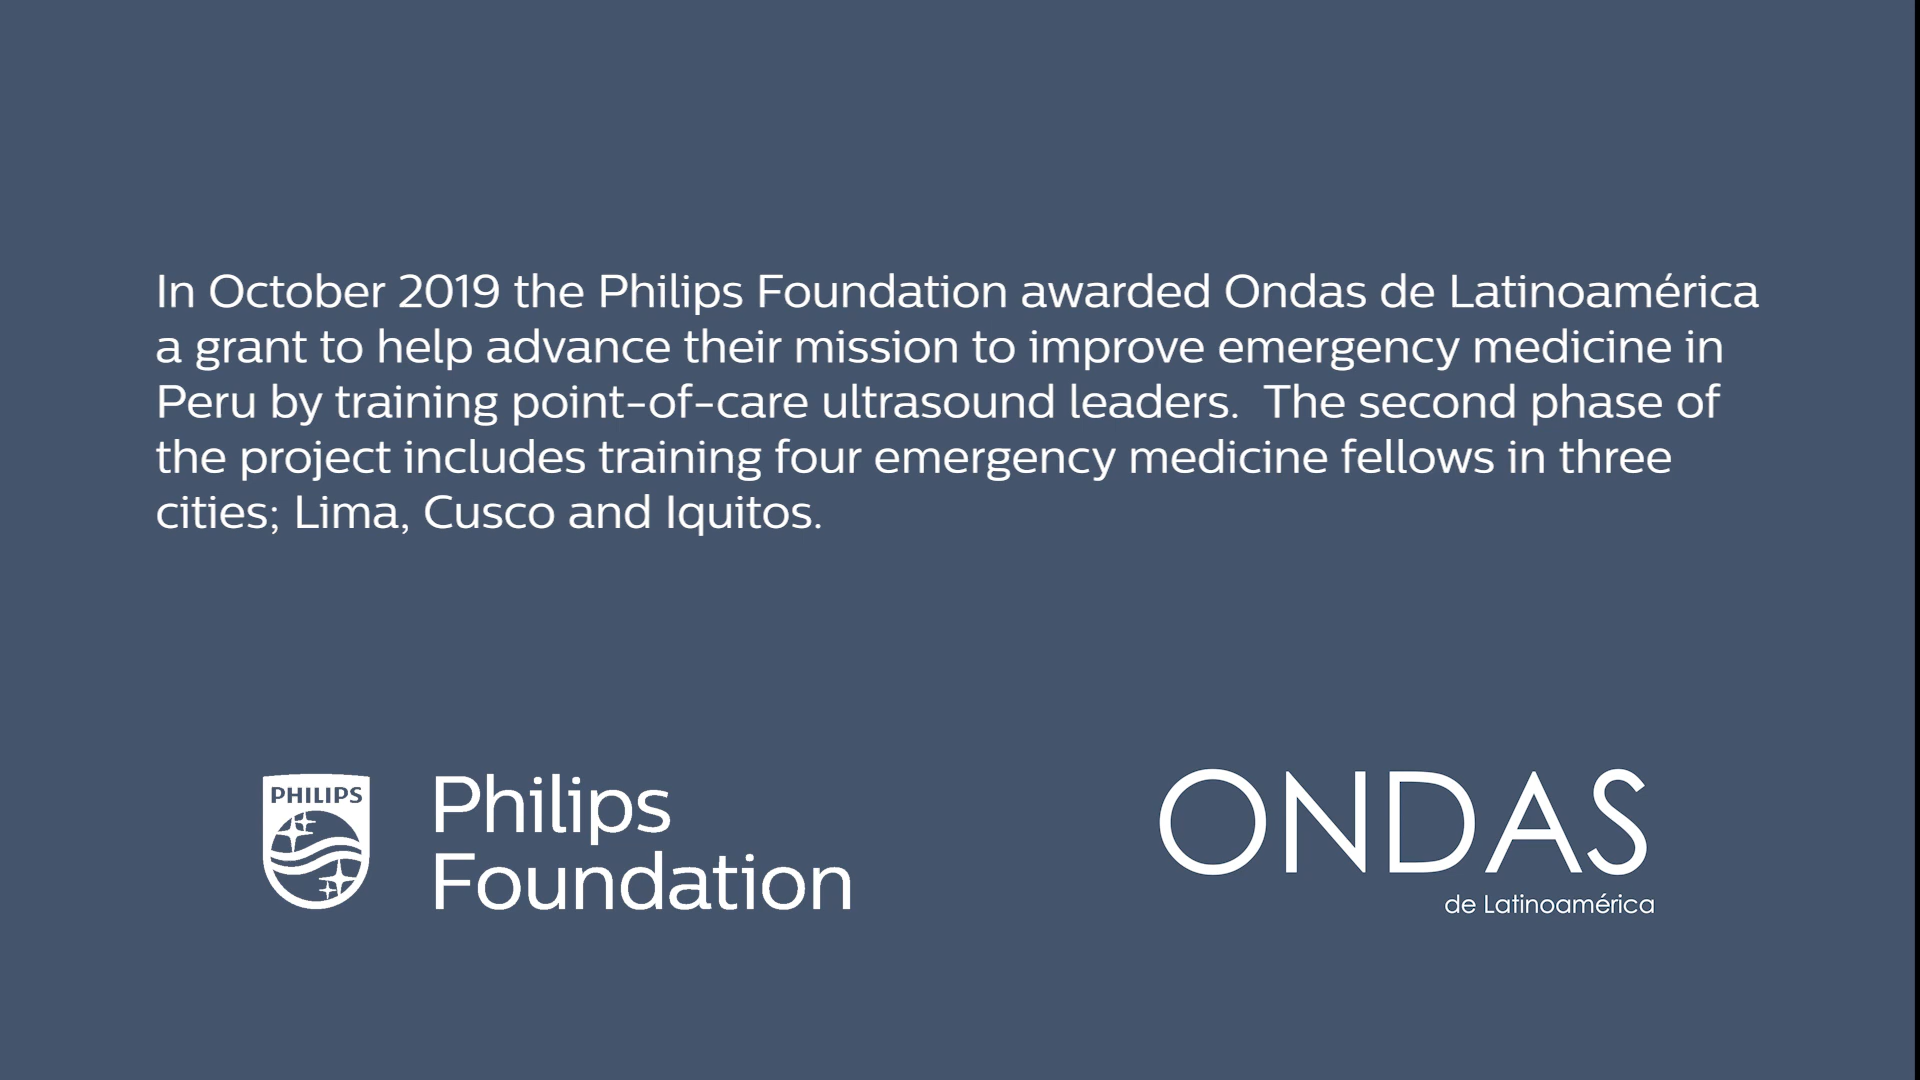 In October 2019 the Philips Foundation awarded Ondas de Latinoamérica
a grant to help advance their mission to improve emergency medicine in
Peru by training point-of-care ultrasound leaders.  The second phase of
the project includes training four emergency medicine fellows in three
cities; Lima, Cusco and Iquitos.
PHILIPS
Philips
Foundation
ONDAS
de Latinoamérica